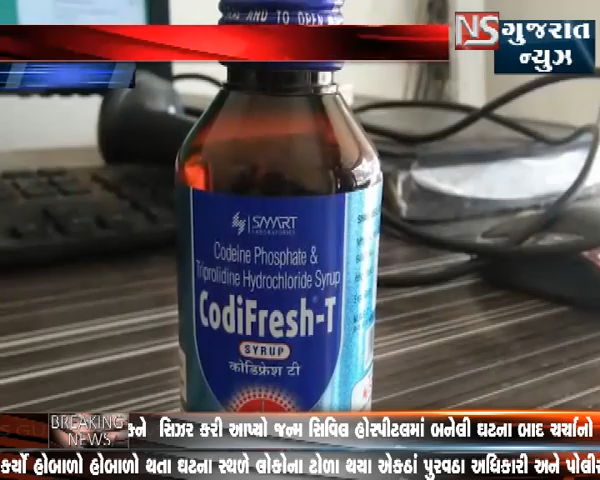 AND TO OPEN
NS ગુજરાત
ન્યુઝ
SMART
LABORATORIES
Codeine Phosphate &
Triprolidine Hydrochloride Syrup
CodiFresh-T
SYRUP
कोडिफ्रेश टी
BREAKING
NEWS
સિઝર કરી આપ્યો જન્મ સિવિલ હોસ્પીટલમાં બનેલી ઘટના બાદ ચર્ચાનો
કર્યો હોબાળો હોબાળો થતા ઘટના સ્થળે લોકોના ટોળા થયા એકઠાં પુરવઠા અધિકારી અને પોલીસ